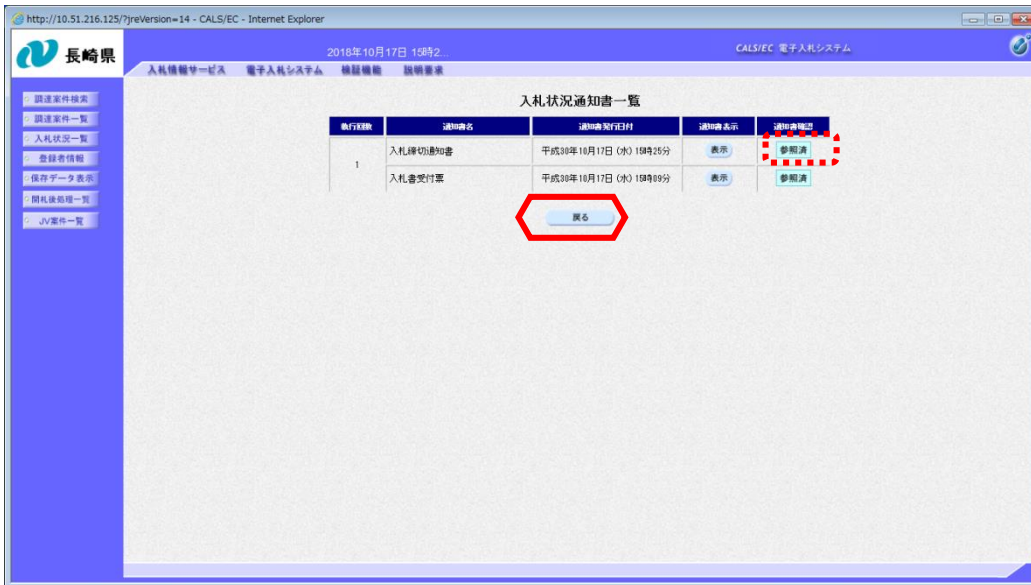 http://10.51.216.125/?jreVersion=14 - CALS/EC - Internet Explorer
長崎県
2018年10月17日 15時2...
CALS/EC 電子入札システム
入札情報サービス 電子入札システム 検証機能 説明要求
調達案件検索
調達案件一覧
入札状況一覧
登録者情報
保存データ表示
開札後処理一覧
JV案件一覧
入札状況通知書一覧
執行回数 通知書名 通知書発行日付 通知書表示 通知書確認
1
入札締切通知書 平成30年10月17日 (水) 15時25分 表示 参照済
入札書受付票 平成30年10月17日 (水) 15時09分 表示 参照済
戻る